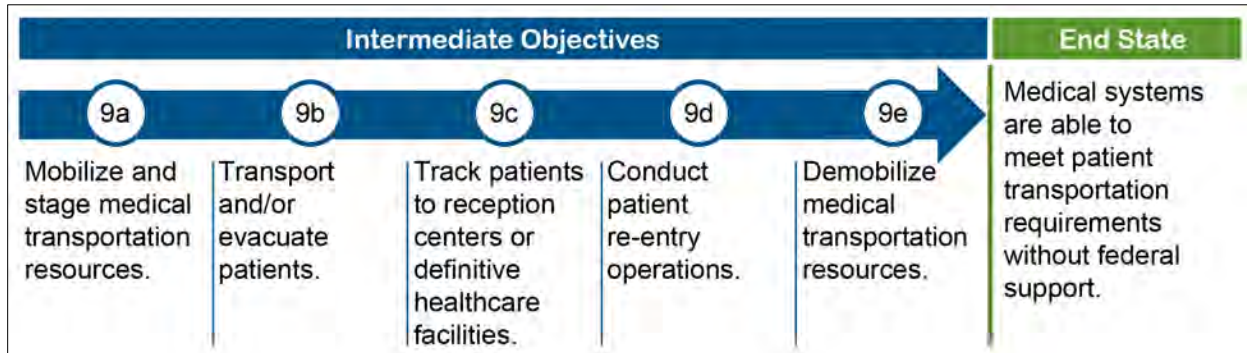 Intermediate Objectives
End State
9a
9b
9c
9d
9e
Mobilize and
stage medical
transportation
resources.
Transport
and/or
evacuate
patients.
Track patients
to reception
centers or
definitive
healthcare
facilities.
Conduct
patient
re-entry
operations.
Demobilize
medical
transportation
resources.
Medical systems
are able to
meet patient
transportation
requirements
without federal
support.